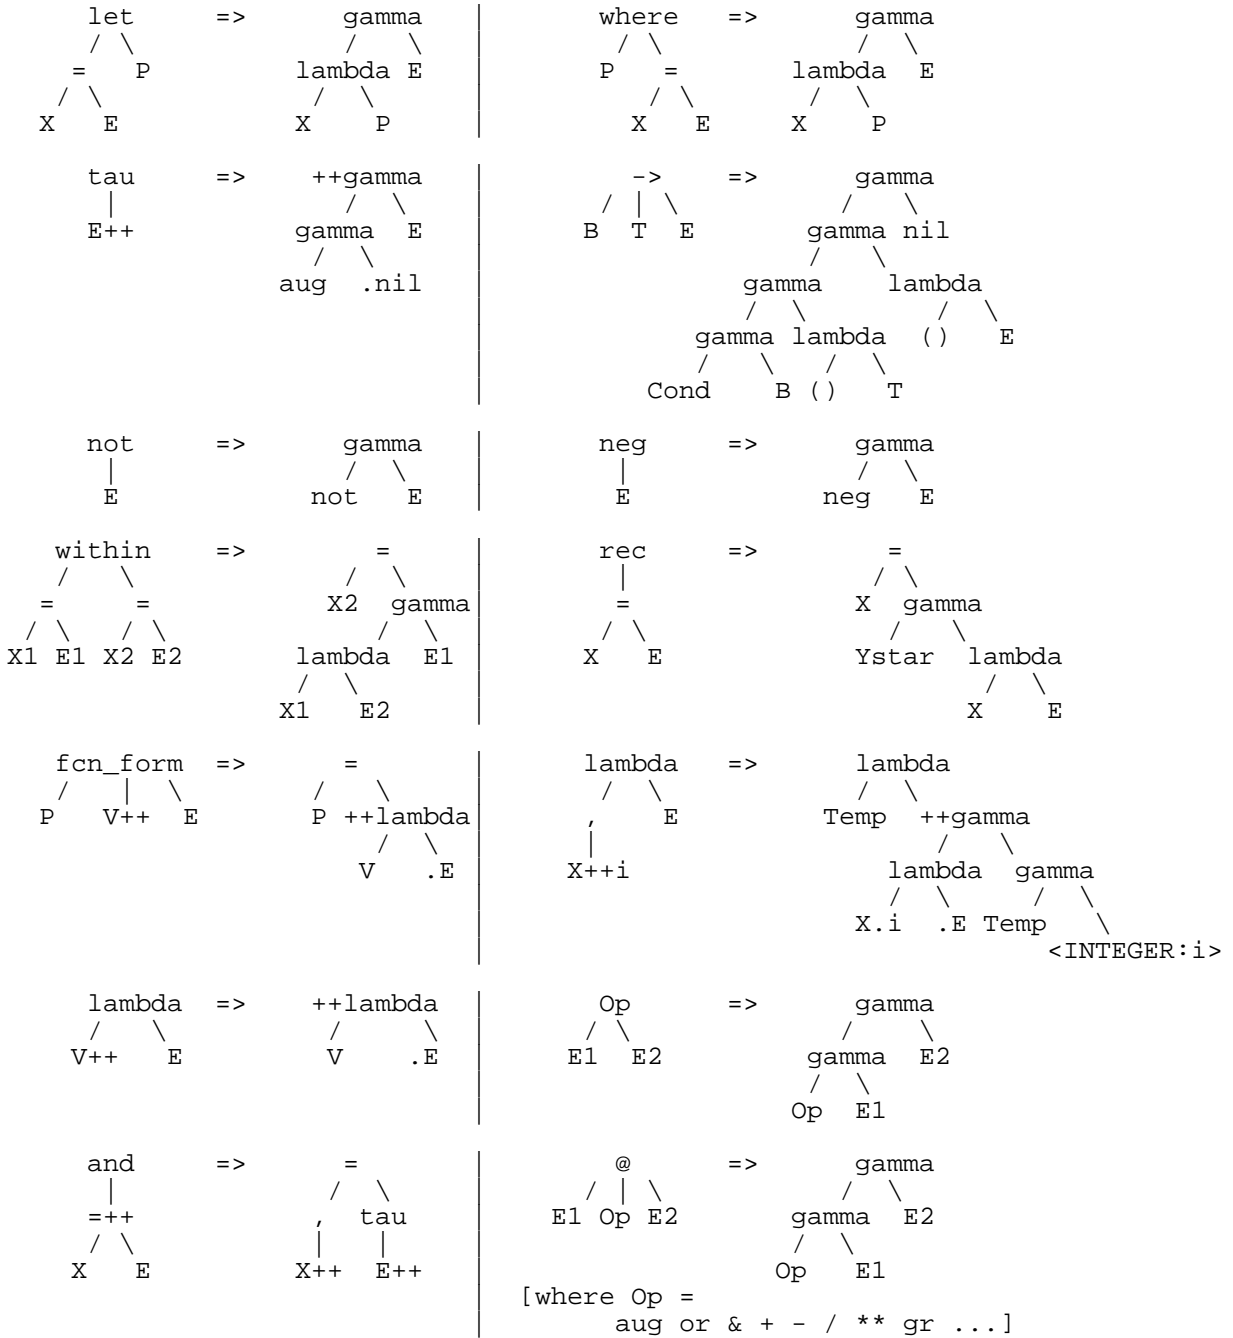 let => gamma | where => gamma
/ \ / \ | / \ / \
= P lambda E | P = lambda E
/ \ / \ | / \ / \
X E X P | X E X P
tau => ++gamma | -> => gamma
| / \ | / | \ / \
E++ gamma E | B T E gamma nil
/ \ | / \
aug .nil | gamma lambda
| / \ / \
| gamma lambda () E
| / \ / \
| Cond B () T
not => gamma | neg => gamma
| / \ | | / \
E not E | E neg E
within => = | rec => =
/ \ / \ | | / \
= = X2 gamma | = X gamma
/ \ / \ / \ | / \ / \
X1 E1 X2 E2 lambda E1 | X E Ystar lambda
/ \ | / \
X1 E2 | X E
fcn_form => = | lambda => lambda
/ | \ / \ | / \ / \
P V++ E P ++lambda | , E Temp ++gamma
/ \ | | / \
V .E | X++i lambda gamma
| / \ / \
| X.i .E Temp \
| <INTEGER:i>
lambda => ++lambda | Op => gamma
/ \ / \ | / \ / \
V++ E V .E | E1 E2 gamma E2
| / \
| Op E1
and => = | @ => gamma
| / \ | / | \ / \
=++ , tau | E1 Op E2 gamma E2
/ \ | | | / \
X E X++ E++ | Op E1
| [where Op =
| aug or & + - / ** gr ...]